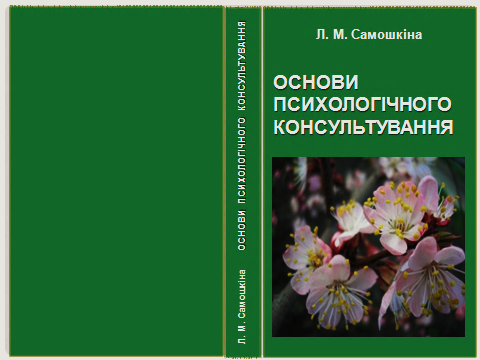 Л. М. Самошкіна
ОСНОВИ
ПСИХОЛОГІЧНОГО
КОНСУЛЬТУВАННЯ
Л. М. Самошкіна ОСНОВИ ПСИХОЛОГІЧНОГО КОНСУЛЬТУВАННЯ